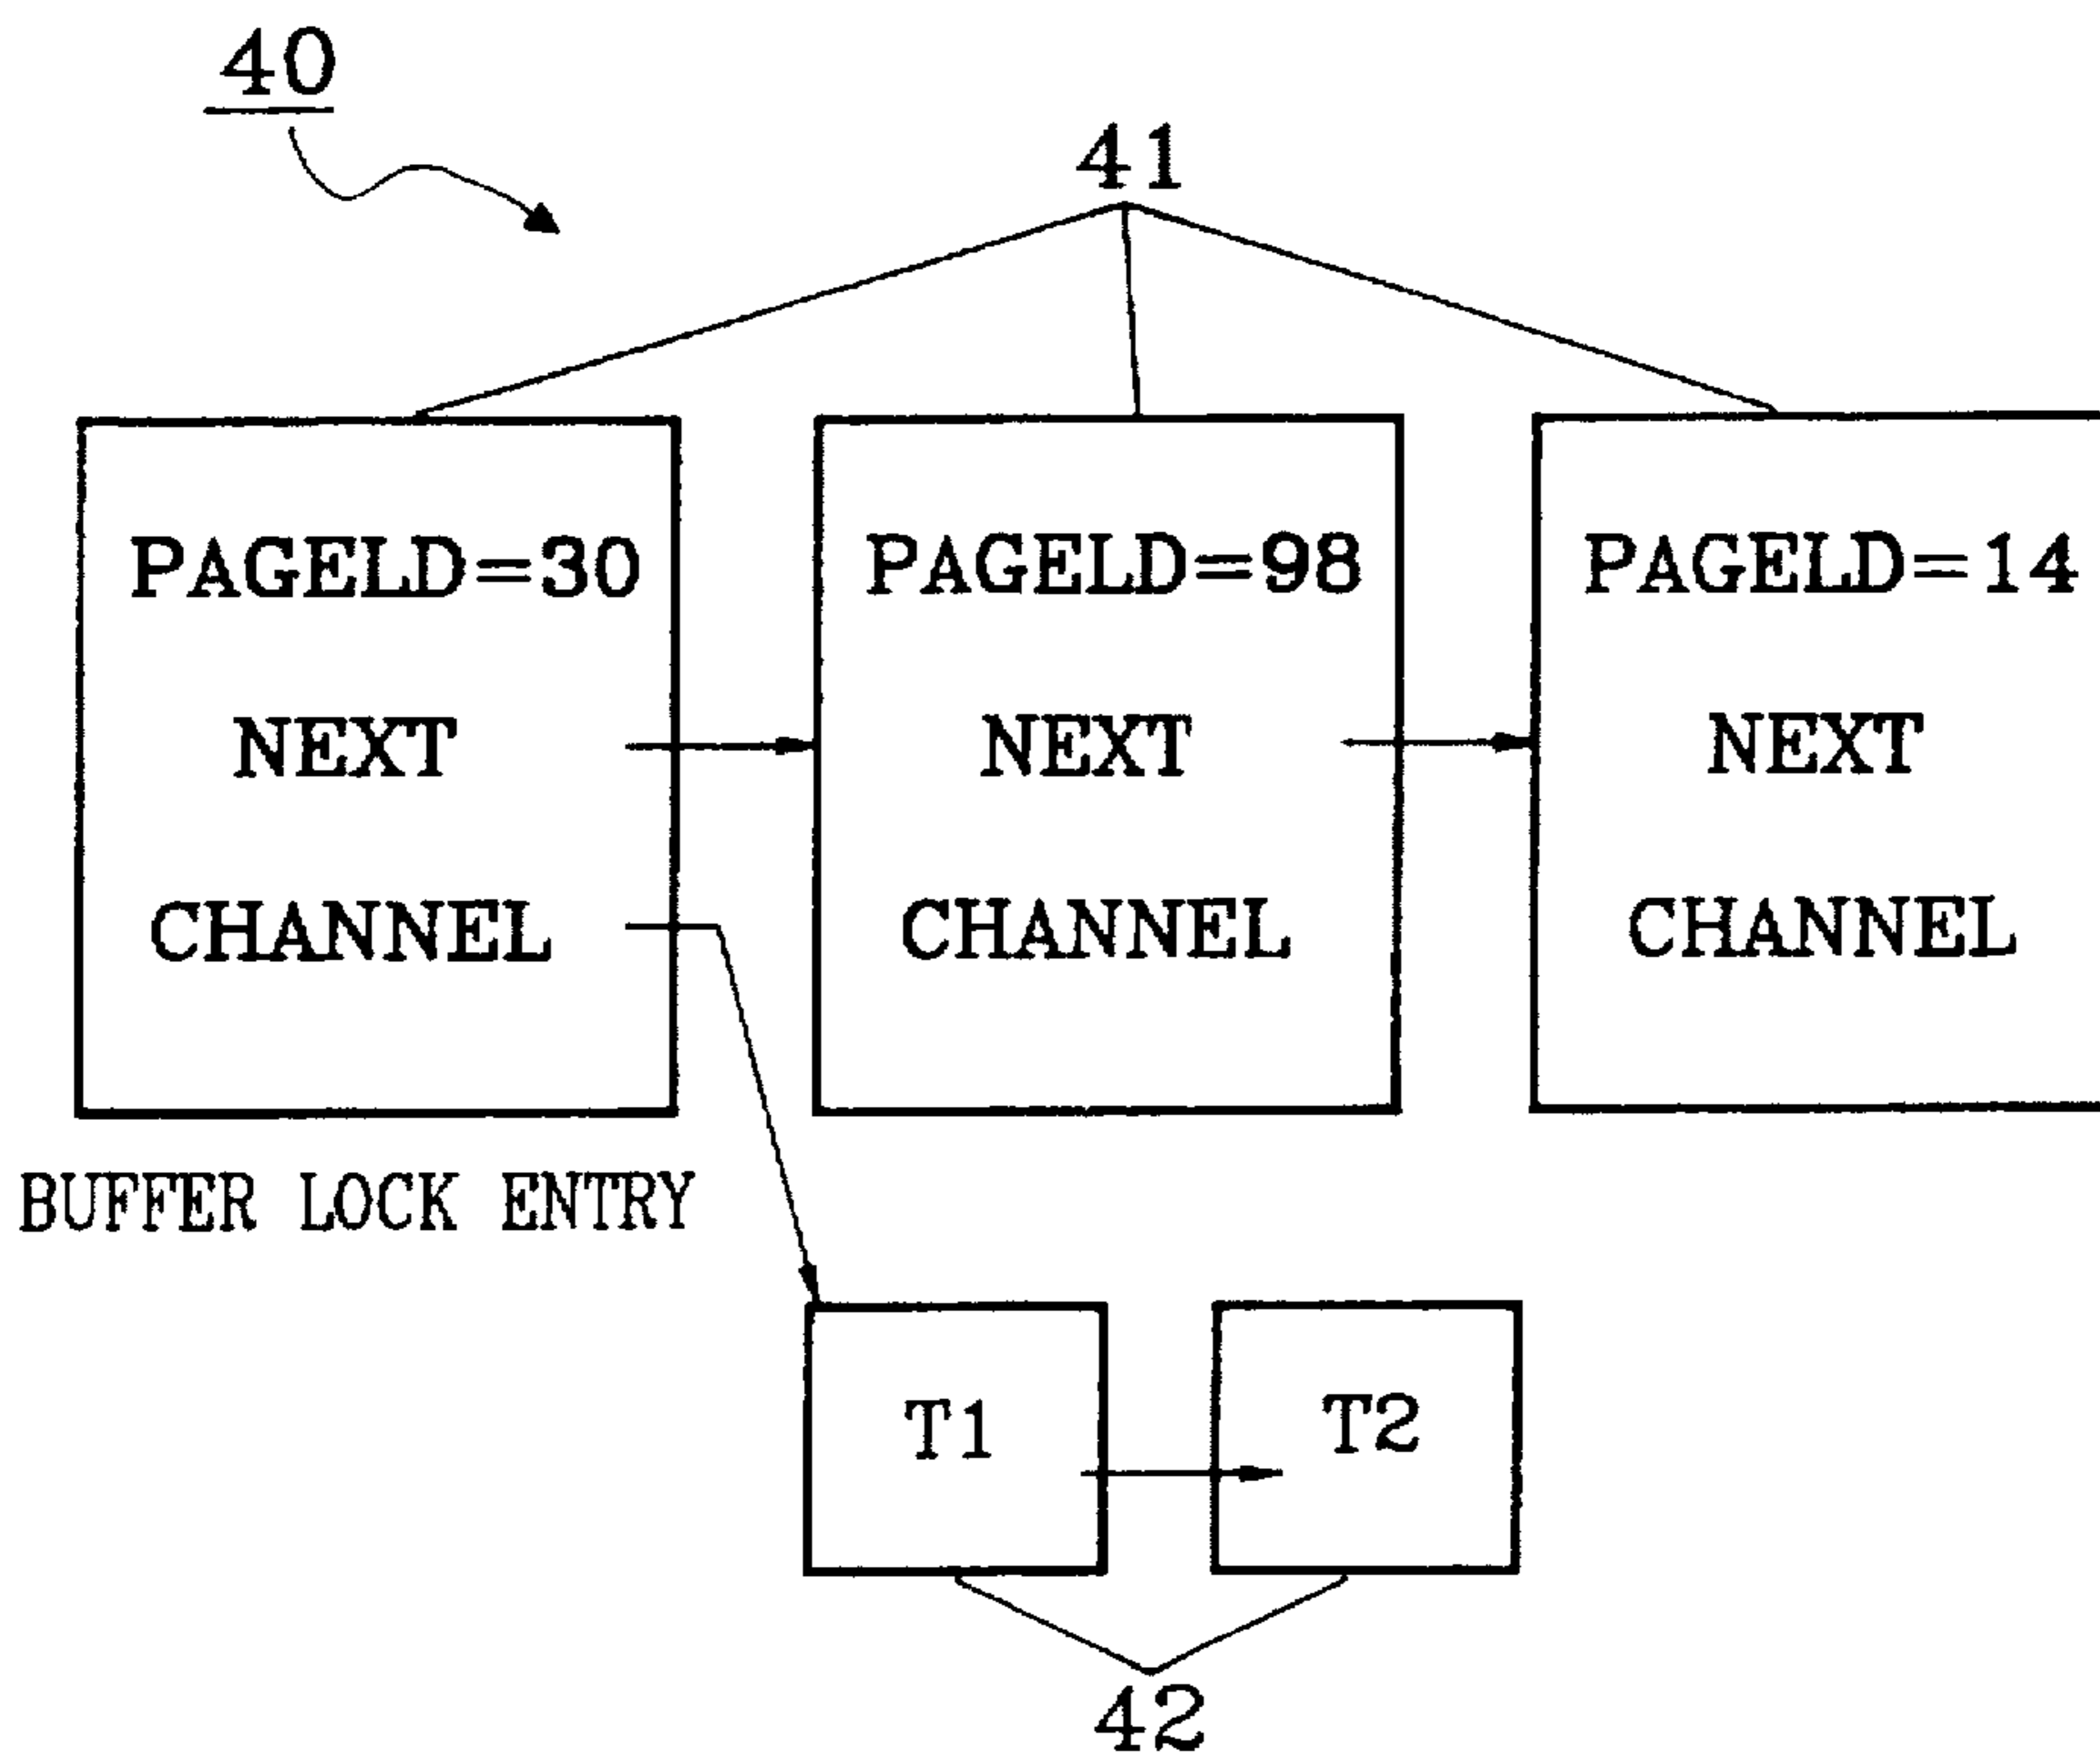 40
41
PAGELD=30 PAGELD=98 PAGELD=14
NEXT NEXT NEXT
CHANNEL CHANNEL CHANNEL
BUFFER LOCK ENTRY
T1 T2
42